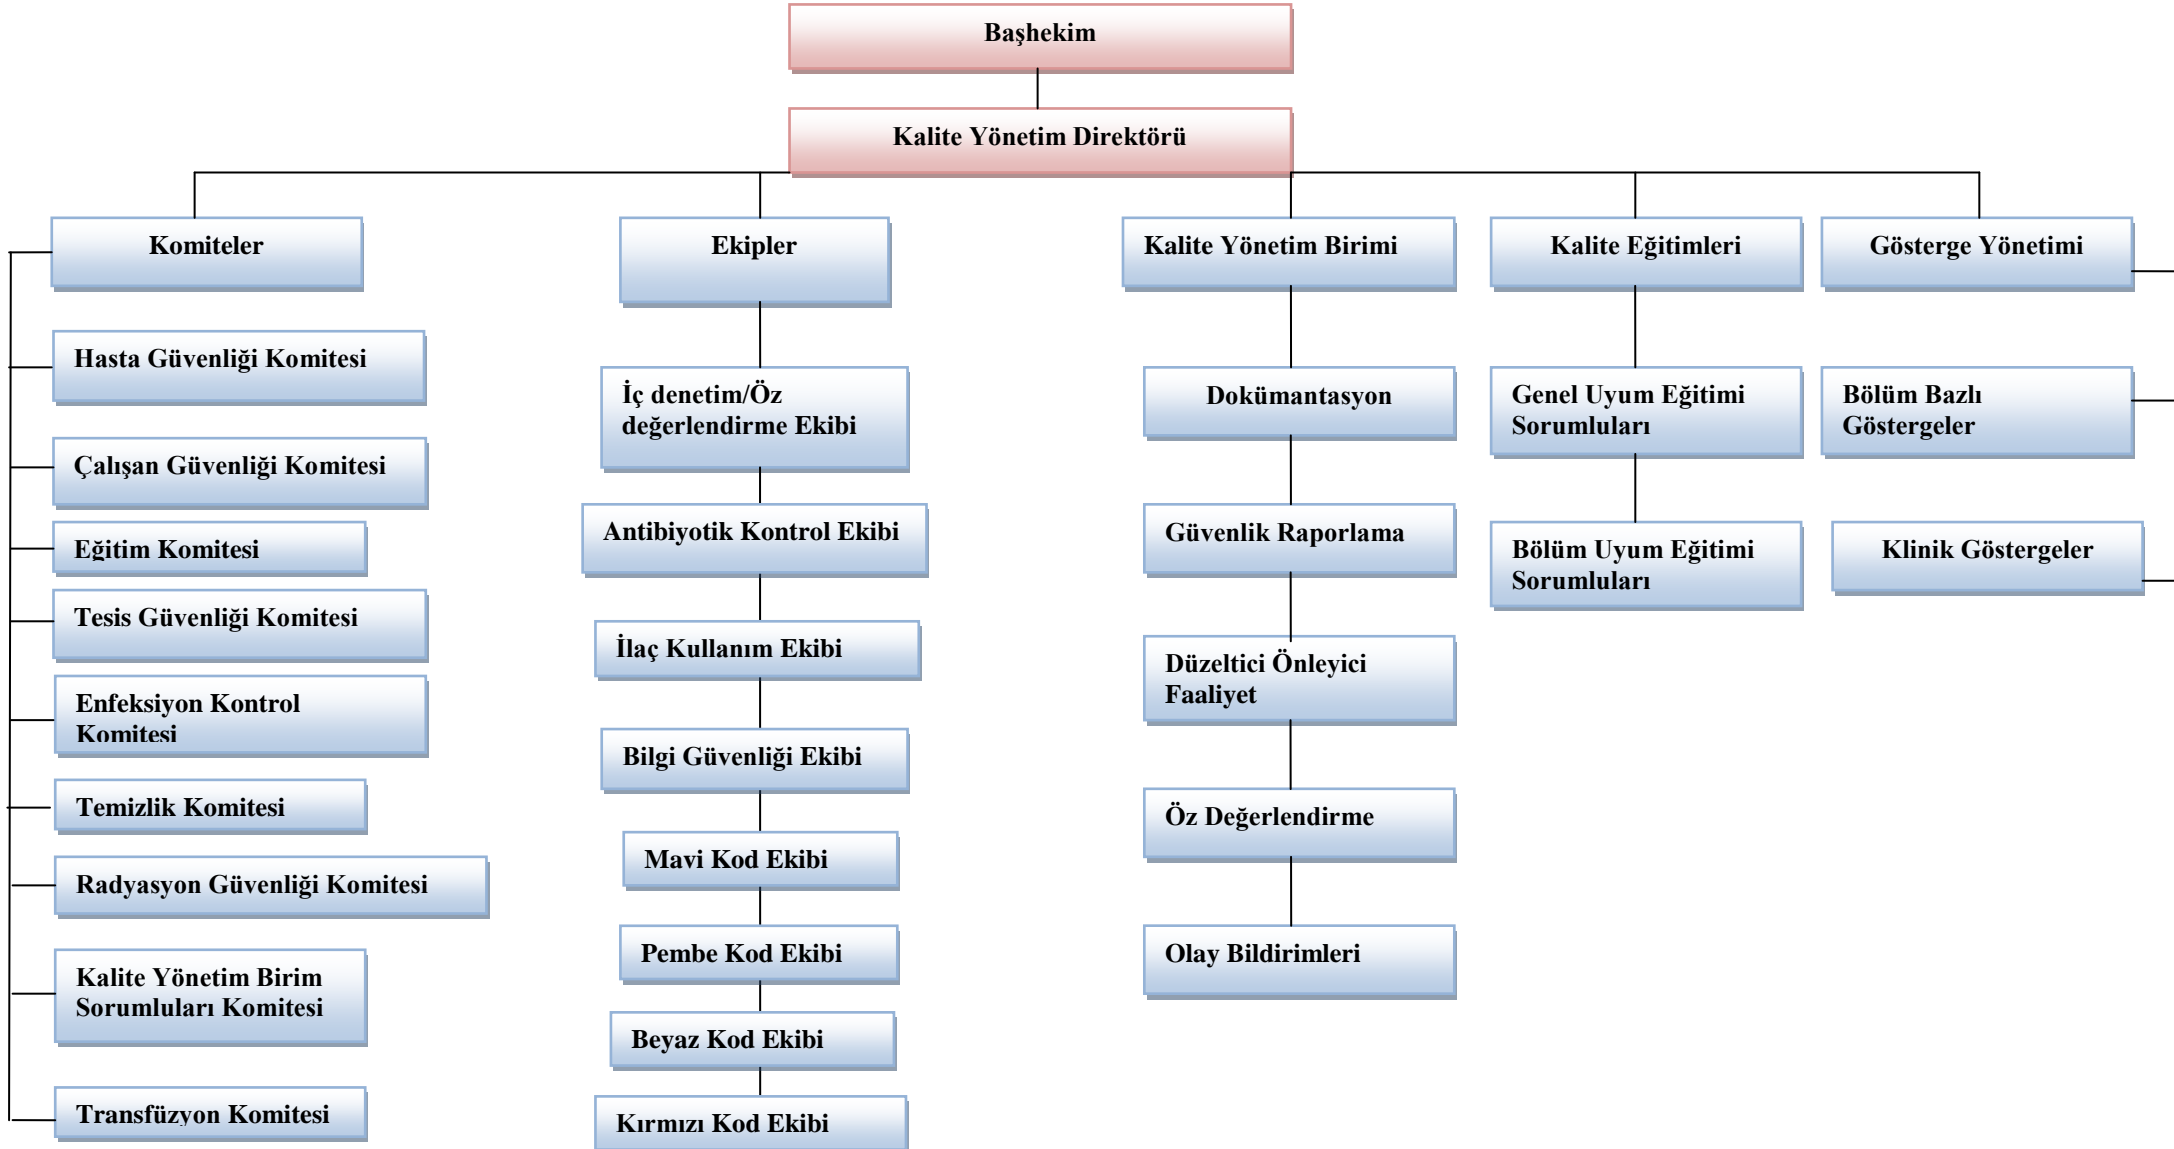 Başhekim
Kalite Yönetim Direktörü
Komiteler
Hasta Güvenliği Komitesi
Çalışan Güvenliği Komitesi
Eğitim Komitesi
Tesis Güvenliği Komitesi
Enfeksiyon Kontrol
Komitesi
Temizlik Komitesi
Radyasyon Güvenliği Komitesi
Kalite Yönetim Birim
Sorumluları Komitesi
Transfüzyon Komitesi
Ekipler
İç denetim/Öz
değerlendirme Ekibi
Antibiyotik Kontrol Ekibi
İlaç Kullanım Ekibi
Bilgi Güvenliği Ekibi
Mavi Kod Ekibi
Pembe Kod Ekibi
Beyaz Kod Ekibi
Kırmızı Kod Ekibi
Kalite Yönetim Birimi
Dokümantasyon
Güvenlik Raporlama
Düzeltici Önleyici
Faaliyet
Öz Değerlendirme
Olay Bildirimleri
Kalite Eğitimleri
Genel Uyum Eğitimi
Sorumluları
Bölüm Uyum Eğitimi
Sorumluları
Gösterge Yönetimi
Bölüm Bazlı
Göstergeler
Klinik Göstergeler